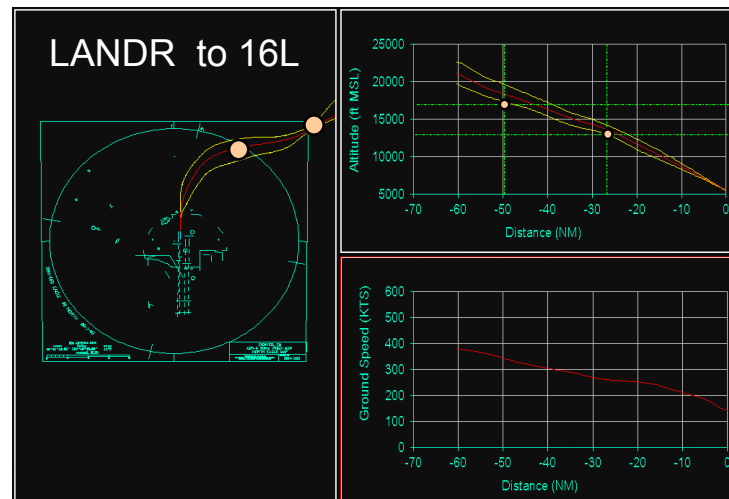 LANDR to 16L
25000
20000
15000
10000
5000
Altitude (ft MSL)
-70 -60 -50 -40 -30 -20 -10 0
Distance (NM)
600
500
400
300
200
100
0
Ground Speed (KTS)
-70 -60 -50 -40 -30 -20 -10 0
Distance (NM)